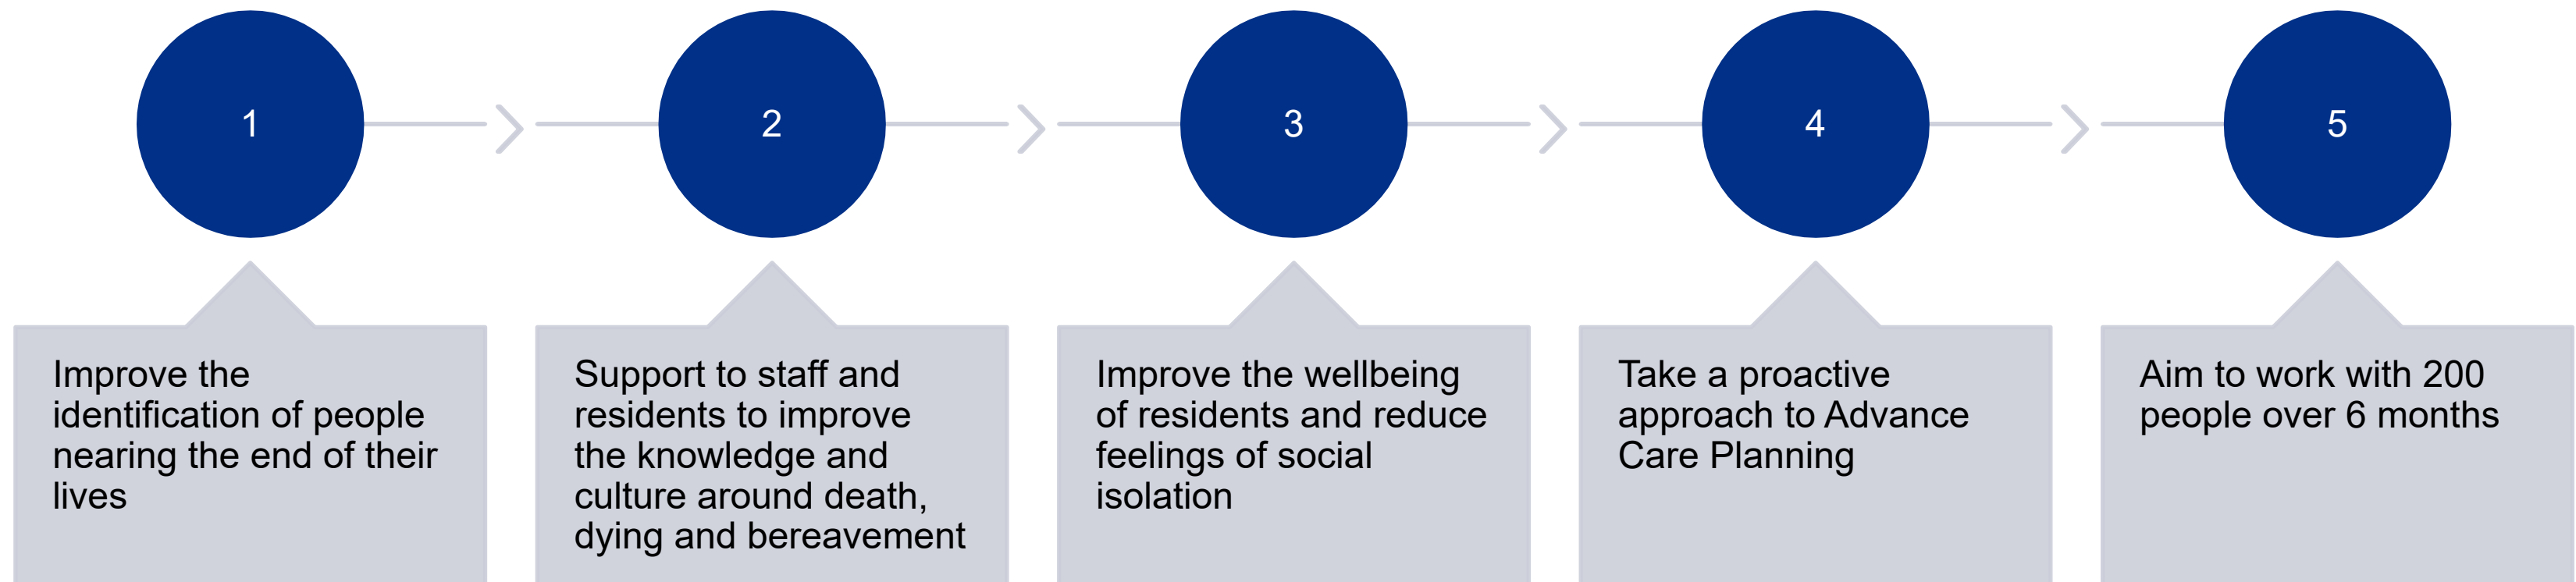 1
2
3
4
5
Improve the
identification of people
nearing the end of their
lives
Support to staff and
residents to improve
the knowledge and
culture around death,
dying and bereavement
Improve the wellbeing
of residents and reduce
feelings of social
isolation
Take a proactive
approach to Advance
Care Planning
Aim to work with 200
people over 6 months